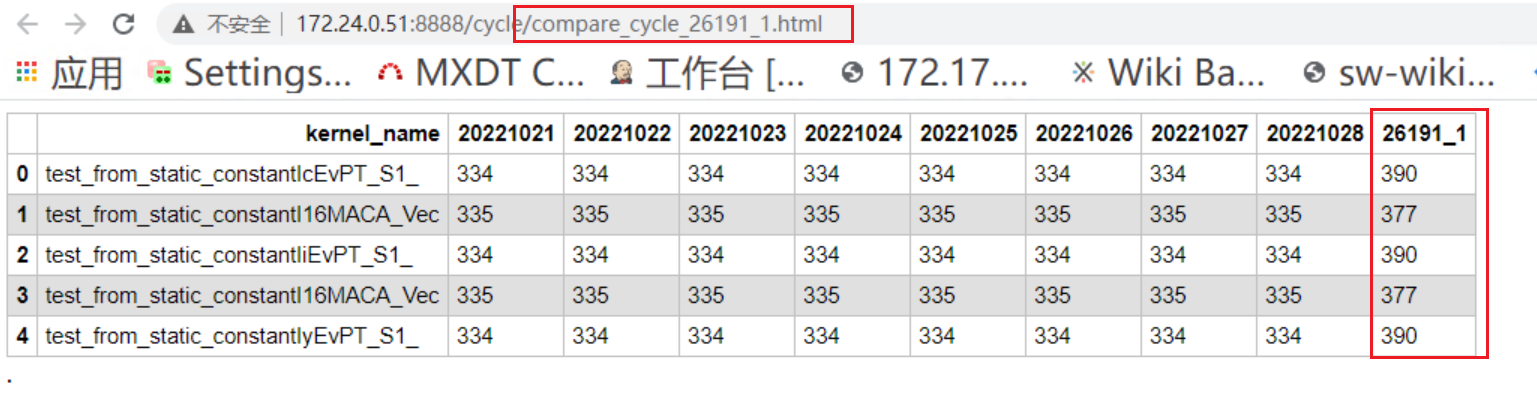 不安全 172.24.0.51:8888/cycle/compare_cycle_26191_1.html
应用 Settings... MXDT C... 工作台 [... 172.17.... Wiki Ba... sw-wiki...
kernel_name 20221021 20221022 20221023 20221024 20221025 20221026 20221027 20221028 26191_1
0 test_from_static_constantIcEvPT_S1_ 334 334 334 334 334 334 334 334 390
1 test_from_static_constantI16MACA_Vec 335 335 335 335 335 335 335 335 377
2 test_from_static_constantIiEvPT_S1_ 334 334 334 334 334 334 334 334 390
3 test_from_static_constantI16MACA_Vec 335 335 335 335 335 335 335 335 377
4 test_from_static_constantIyEvPT_S1_ 334 334 334 334 334 334 334 334 390
.